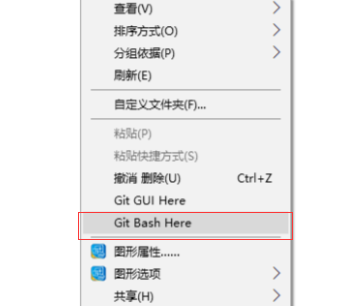 查看(V)
排序方式(O)
分组依据(P)
刷新(E)
自定义文件夹(F)...
粘贴(P)
粘贴快捷方式(S)
撤消 删除(U) Ctrl+Z
Git GUI Here
Git Bash Here
图形属性......
图形选项
共享(H)